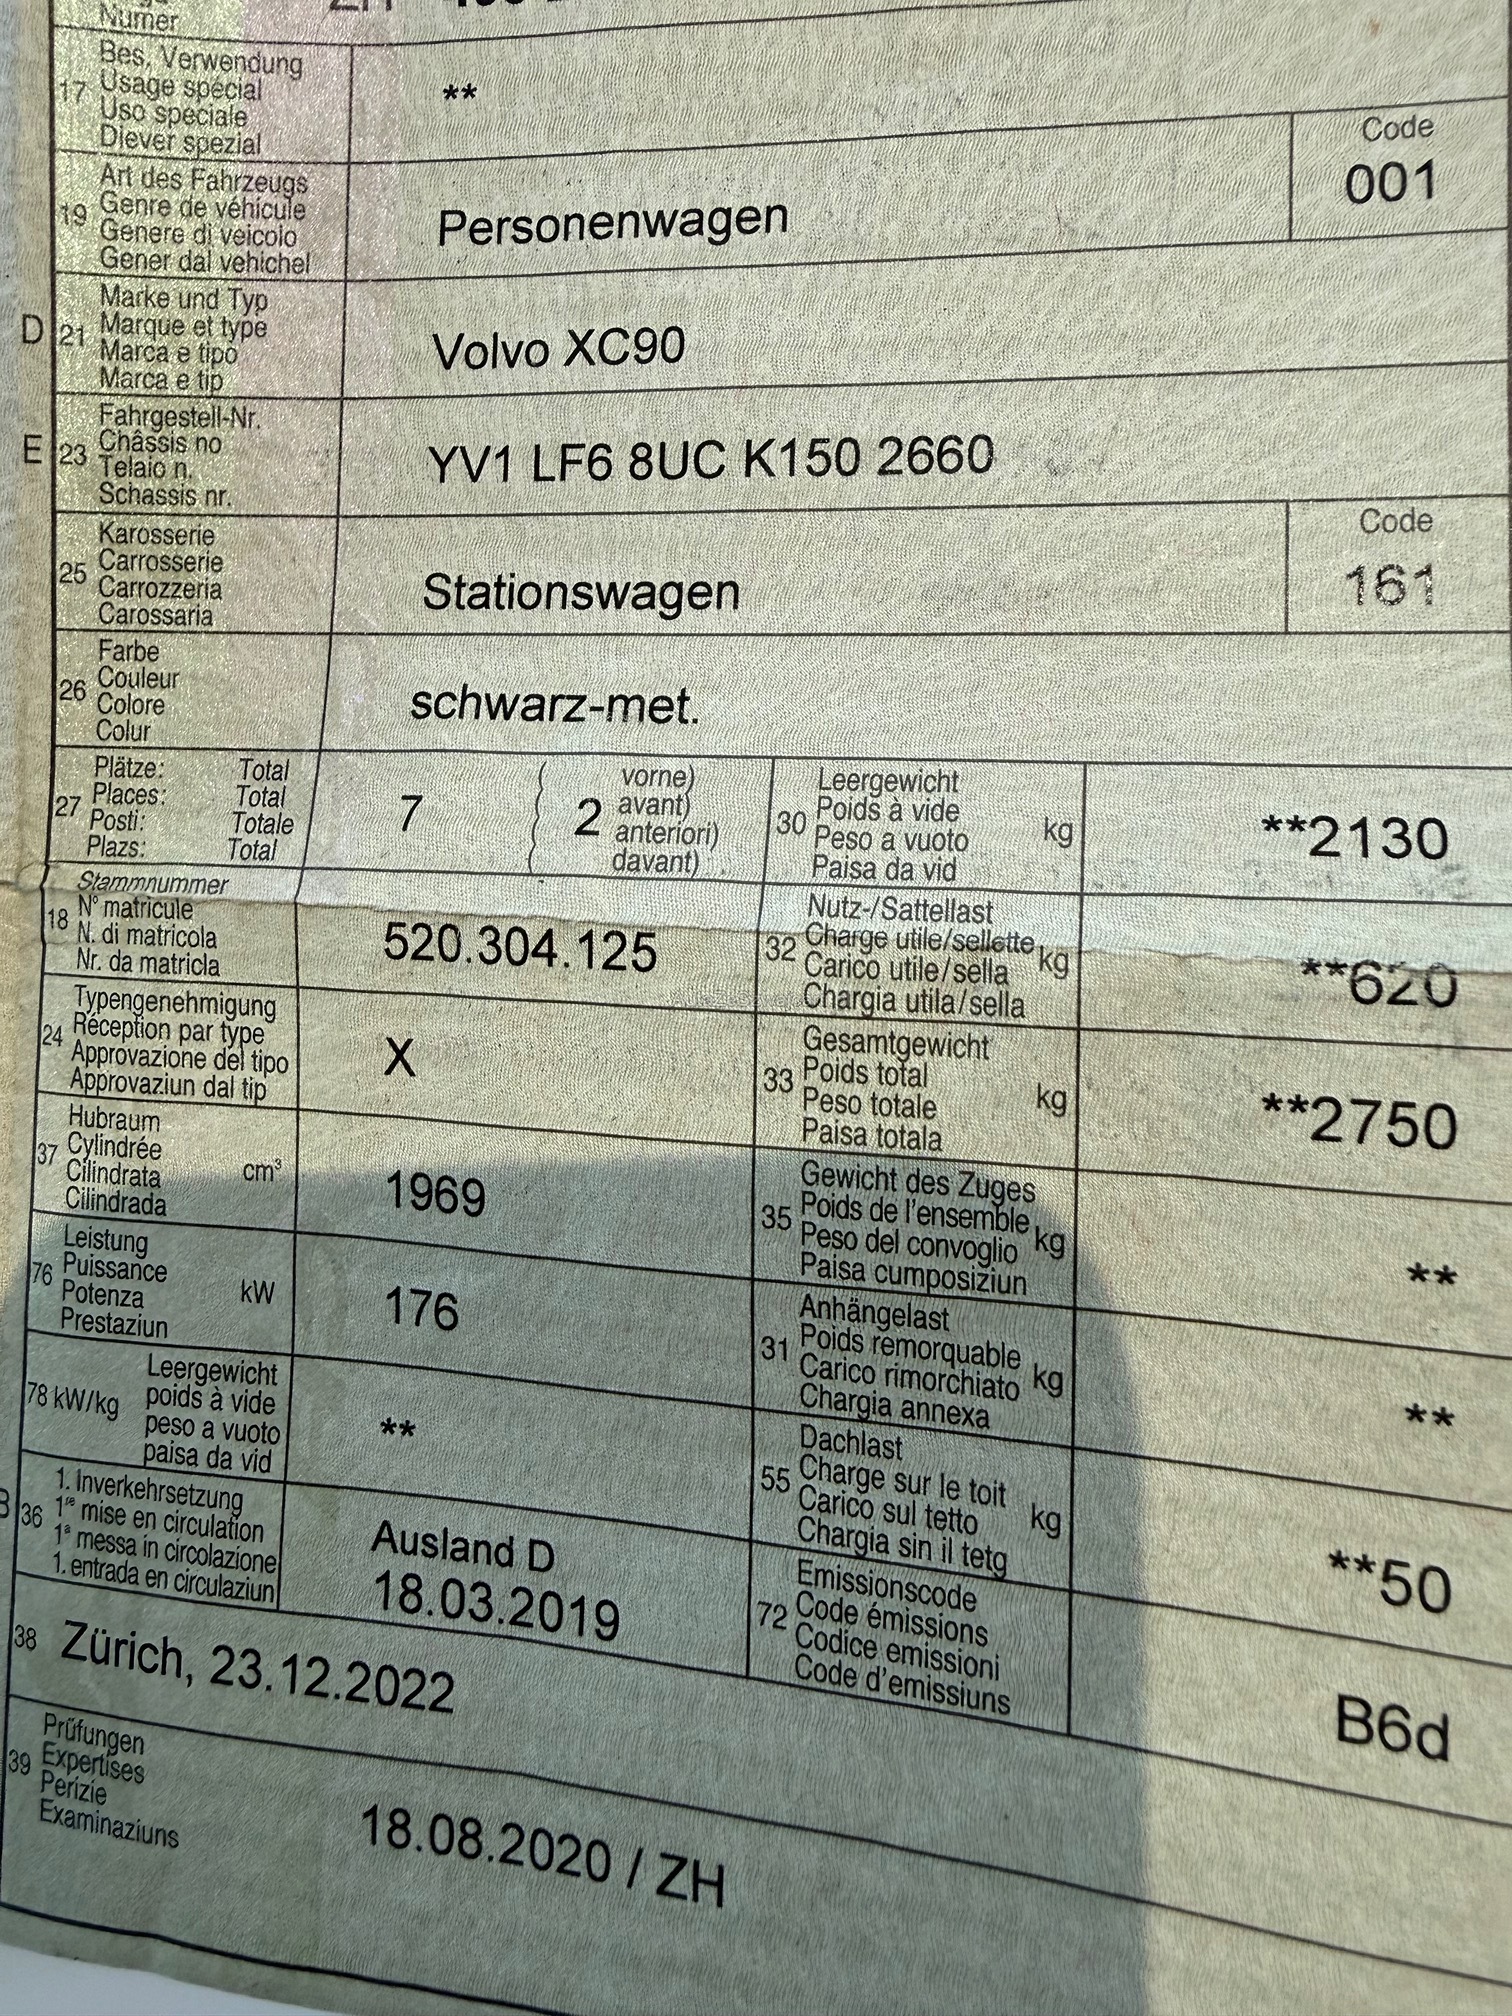 Numer
17 Bes. Verwendung
Usage spécial
Uso speciale
Diever spezial
**
19 Art des Fahrzeugs
Genre de véhicule
Genere di veicolo
Gener dal vehichel
Personenwagen
Code
001
D 21 Marke und Typ
Marque et type
Marca e tipo
Marca e tip
Volvo XC90
E 23 Fahrgestell-Nr.
Châssis no
Telaio n.
Schassis nr.
YV1 LF6 8UC K150 2660
25 Karosserie
Carrosserie
Carrozzeria
Carossaria
Stationswagen
Code
161
26 Farbe
Couleur
Colore
Colur
schwarz-met.
27 Plätze: Total
Places: Total
Posti: Totale
Plazs: Total
7
2 vorne)
avant)
anteriori)
davant)
30 Leergewicht
Poids à vide
Peso a vuoto
Paisa da vid
kg
**2130
18 Stammnummer
N° matricule
N. di matricola
Nr. da matricla
520.304.125
32 Nutz-/Sattellast
Charge utile/sellette
Carico utile/sella
Chargia utila/sella
kg
**620
24 Typengenehmigung
Réception par type
Approvazione del tipo
Approvaziun dal tip
X
33 Gesamtgewicht
Poids total
Peso totale
Paisa totala
kg
**2750
37 Hubraum
Cylindrée
Cilindrata
Cilindrada
cm³
1969
35 Gewicht des Zuges
Poids de l'ensemble
Peso del convoglio
Paisa cumposiziun
kg
**
76 Leistung
Puissance
Potenza
Prestaziun
kW
176
31 Anhängelast
Poids remorquable
Carico rimorchiato
Chargia annexa
kg
**
78 kW/kg Leergewicht
poids à vide
peso a vuoto
paisa da vid
**
55 Dachlast
Charge sur le toit
Carico sul tetto
Chargia sin il tetg
kg
**50
36 1. Inverkehrsetzung
1re mise en circulation
1a messa in circolazione
1. entrada en circulaziun
Ausland D
18.03.2019
72 Emissionscode
Code émissions
Codice emissioni
Code d'emissiuns
B6d
38 Zürich, 23.12.2022
39 Prüfungen
Expertises
Perizie
Examinaziuns
18.08.2020 / ZH